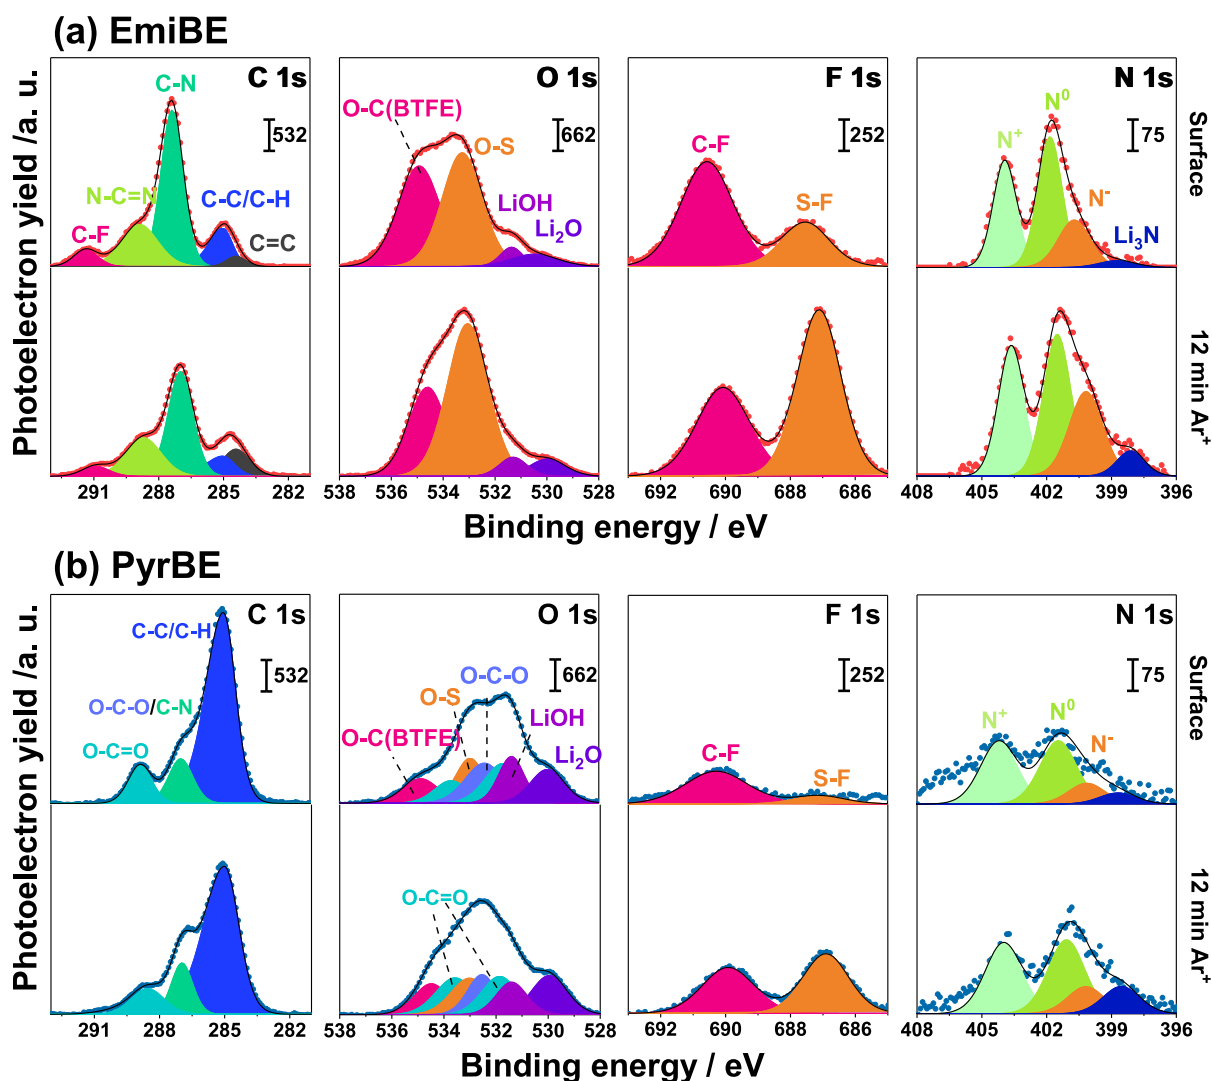 (a) EmiBE
Photoelectron yield /a. u.
C 1s
C-N
532
N-C=N
C-C/C-H
C-F
C=C
O 1s
O-C(BTFE)
662
O-S
LiOH
Li₂O
F 1s
252
C-F
S-F
N 1s
N⁺
N⁰
75
N⁻
Li₃N
Surface
12 min Ar⁺
291 288 285 282
538 536 534 532 530 528
692 690 688 686
408 405 402 399 396
Binding energy / eV
(b) PyrBE
Photoelectron yield /a. u.
C 1s
C-C/C-H
532
O-C-O/C-N
O-C=O
O 1s
662
O-C-O
O-S
LiOH
O-C(BTFE)
Li₂O
O-C=O
F 1s
252
C-F
S-F
N 1s
75
N⁺
N⁰
N⁻
Surface
12 min Ar⁺
291 288 285 282
538 536 534 532 530 528
692 690 688 686
408 405 402 399 396
Binding energy / eV